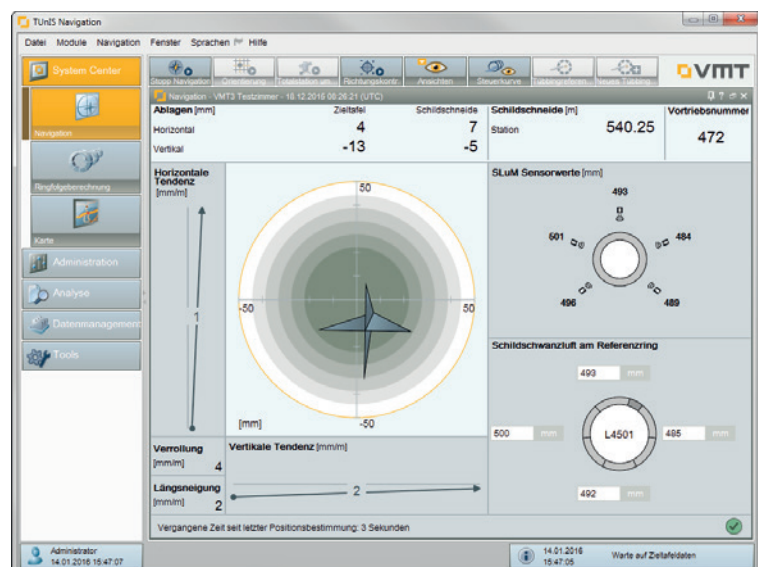 TUnIS Navigation
Datei Module Navigation Fenster Sprachen Hilfe
System Center
Stopp Navigation
Orientierung
Totalstation um...
Richtungskontr.
Ansichten
Steuerkurve
VMT
Navigation - VMT3 Testzimmer - 18.12.2015 08:26:21 (UTC)
Navigation
Ringfolgeberechnung
Karte
Administration
Analyse
Datenmanagement
Tools
Ablagen [mm] Zieltafel Schildschneide
Horizontal 4 7
Vertikal -13 -5
Schildschneide [m]
Station 540.25
Vortriebsnummer
472
Horizontale
Tendenz
[mm/m]
1
50
-50 50
-50
[mm]
Verrollung
[mm/m] 4
Längsneigung
[mm/m] 2
Vertikale Tendenz [mm/m]
2
SLuM Sensorwerte [mm]
493
501 484
496 489
Schildschwanzluft am Referenzring
493 mm
500 mm L4501 485 mm
492 mm
Vergangene Zeit seit letzter Positionsbestimmung: 3 Sekunden
Administrator
14.01.2016 15:47:07
14.01.2016
15:47:05
Warte auf Zieltafeldaten